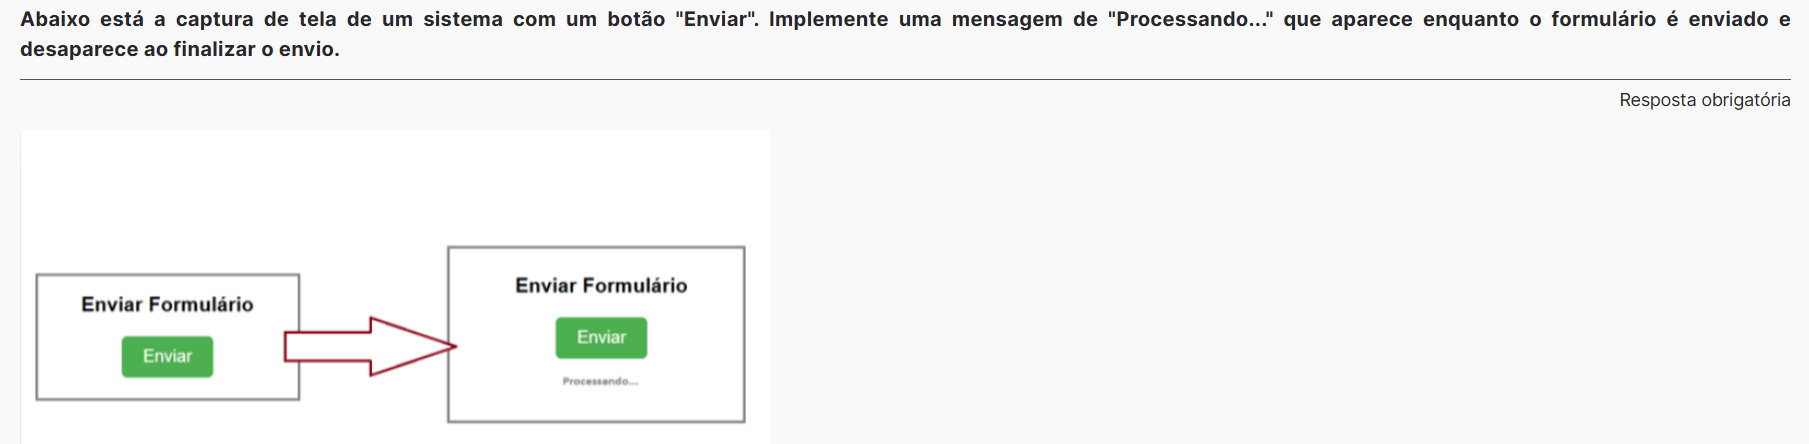 Abaixo está a captura de tela de um sistema com um botão "Enviar". Implemente uma mensagem de "Processando..." que aparece enquanto o formulário é enviado e
desaparece ao finalizar o envio.
Resposta obrigatória
Enviar Formulário
Enviar
Enviar Formulário
Enviar
Processando...